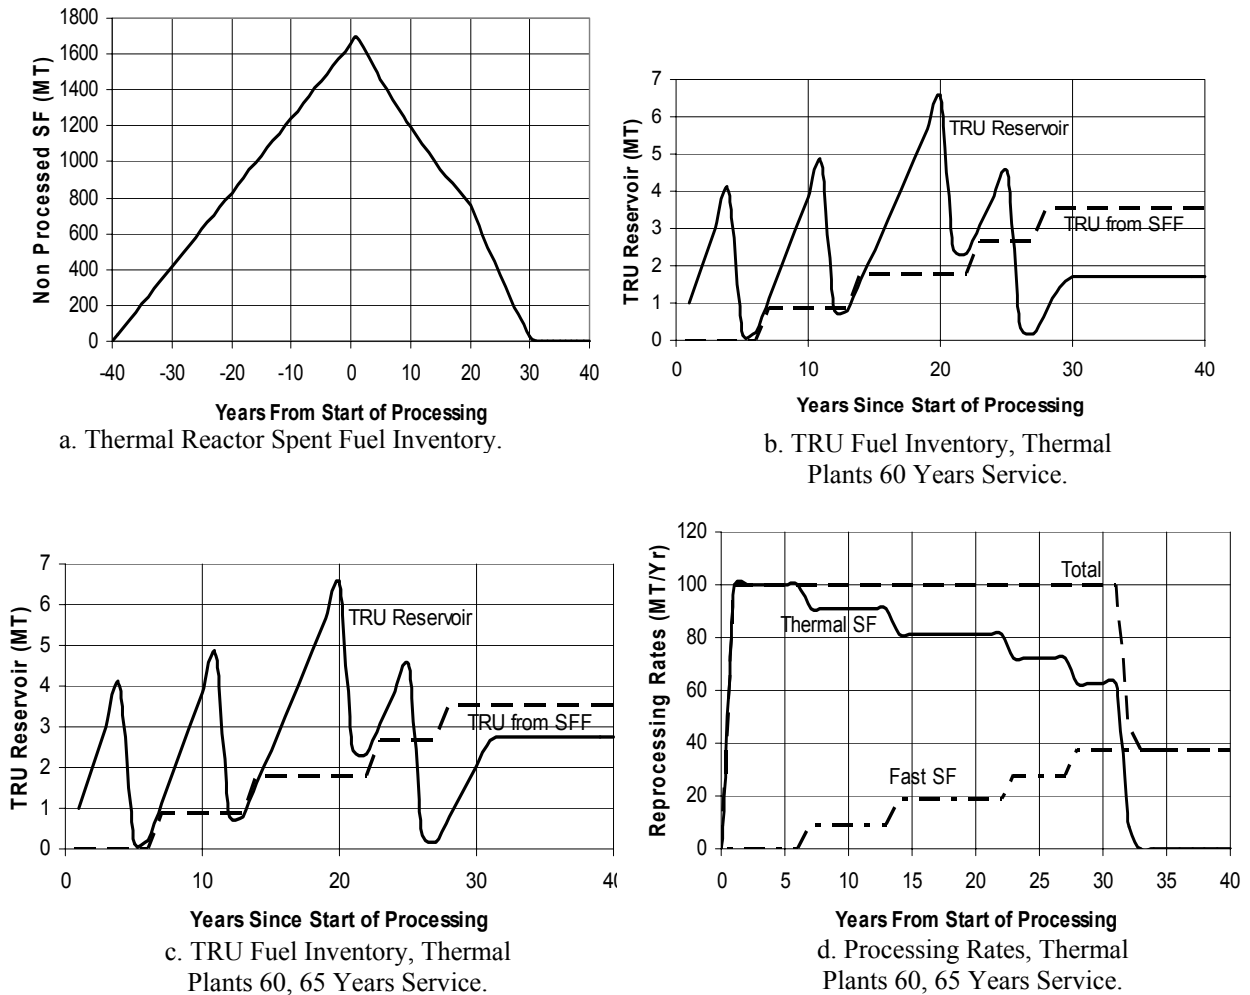 1800
1600
1400
1200
1000
800
600
400
200
0
Non Processed SF (MT)
-40 -30 -20 -10 0 10 20 30 40
Years From Start of Processing
a. Thermal Reactor Spent Fuel Inventory.
7
6
5
4
3
2
1
0
TRU Reservoir (MT)
TRU Reservoir
TRU from SFF
0 10 20 30 40
Years Since Start of Processing
b. TRU Fuel Inventory, Thermal
Plants 60 Years Service.
7
6
5
4
3
2
1
0
TRU Reservoir (MT)
TRU Reservoir
TRU from SFF
0 10 20 30 40
Years Since Start of Processing
c. TRU Fuel Inventory, Thermal
Plants 60, 65 Years Service.
120
100
80
60
40
20
0
Reprocessing Rates (MT/Yr)
Total
Thermal SF
Fast SF
0 5 10 15 20 25 30 35 40
Years From Start of Processing
d. Processing Rates, Thermal
Plants 60, 65 Years Service.